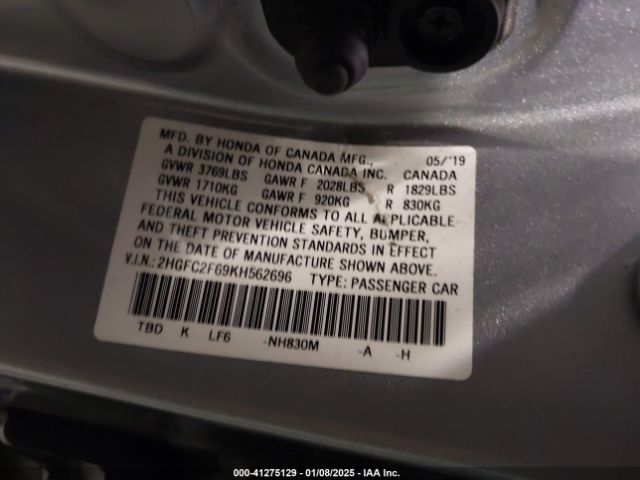 MFD. BY HONDA OF CANADA MFG., 05/'19
A DIVISION OF HONDA CANADA INC. CANADA
GVWR 3769LBS GAWR F 2028LBS R 1829LBS
GVWR 1710KG GAWR F 920KG R 830KG
THIS VEHICLE CONFORMS TO ALL APPLICABLE
FEDERAL MOTOR VEHICLE SAFETY, BUMPER,
AND THEFT PREVENTION STANDARDS IN EFFECT
ON THE DATE OF MANUFACTURE SHOWN ABOVE.
V.I.N.: 2HGFC2F69KH562696 TYPE: PASSENGER CAR
TBD K LF6 -NH830M -A -H
000-41275129 | 01/08/2025 | IAA Inc.